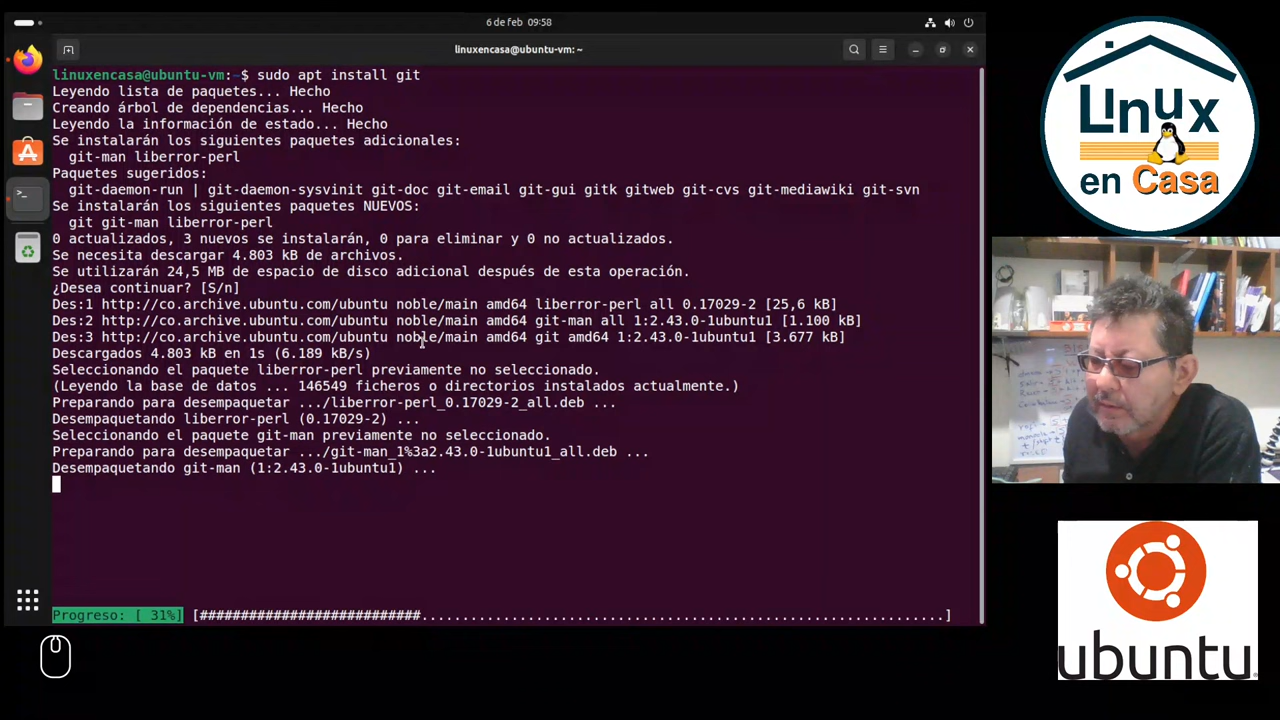 6 de feb 09:58
linuxencasa@ubuntu-vm: ~
linuxencasa@ubuntu-vm:~$ sudo apt install git
Leyendo lista de paquetes... Hecho
Creando árbol de dependencias... Hecho
Leyendo la información de estado... Hecho
Se instalarán los siguientes paquetes adicionales:
git-man liberror-perl
Paquetes sugeridos:
git-daemon-run | git-daemon-sysvinit git-doc git-email git-gui gitk gitweb git-cvs git-mediawiki git-svn
Se instalarán los siguientes paquetes NUEVOS:
git git-man liberror-perl
0 actualizados, 3 nuevos se instalarán, 0 para eliminar y 0 no actualizados.
Se necesita descargar 4.803 kB de archivos.
Se utilizarán 24,5 MB de espacio de disco adicional después de esta operación.
¿Desea continuar? [S/n]
Des:1 http://co.archive.ubuntu.com/ubuntu noble/main amd64 liberror-perl all 0.17029-2 [25,6 kB]
Des:2 http://co.archive.ubuntu.com/ubuntu noble/main amd64 git-man all 1:2.43.0-1ubuntu1 [1.100 kB]
Des:3 http://co.archive.ubuntu.com/ubuntu noble/main amd64 git amd64 1:2.43.0-1ubuntu1 [3.677 kB]
Descargados 4.803 kB en 1s (6.189 kB/s)
Seleccionando el paquete liberror-perl previamente no seleccionado.
(Leyendo la base de datos ... 146549 ficheros o directorios instalados actualmente.)
Preparando para desempaquetar .../liberror-perl_0.17029-2_all.deb ...
Desempaquetando liberror-perl (0.17029-2) ...
Seleccionando el paquete git-man previamente no seleccionado.
Preparando para desempaquetar .../git-man_1%3a2.43.0-1ubuntu1_all.deb ...
Desempaquetando git-man (1:2.43.0-1ubuntu1) ...
Progreso: [ 31%] [###########################................................................]
Linux
en Casa
ubuntu